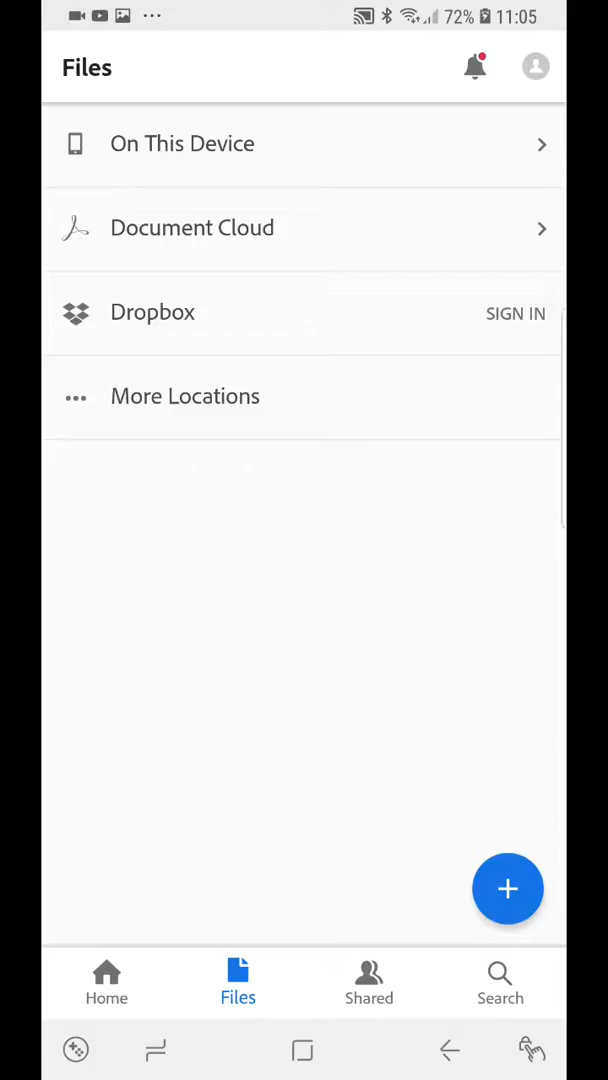 72% 11:05
Files
On This Device
Document Cloud
Dropbox SIGN IN
More Locations
Home Files Shared Search